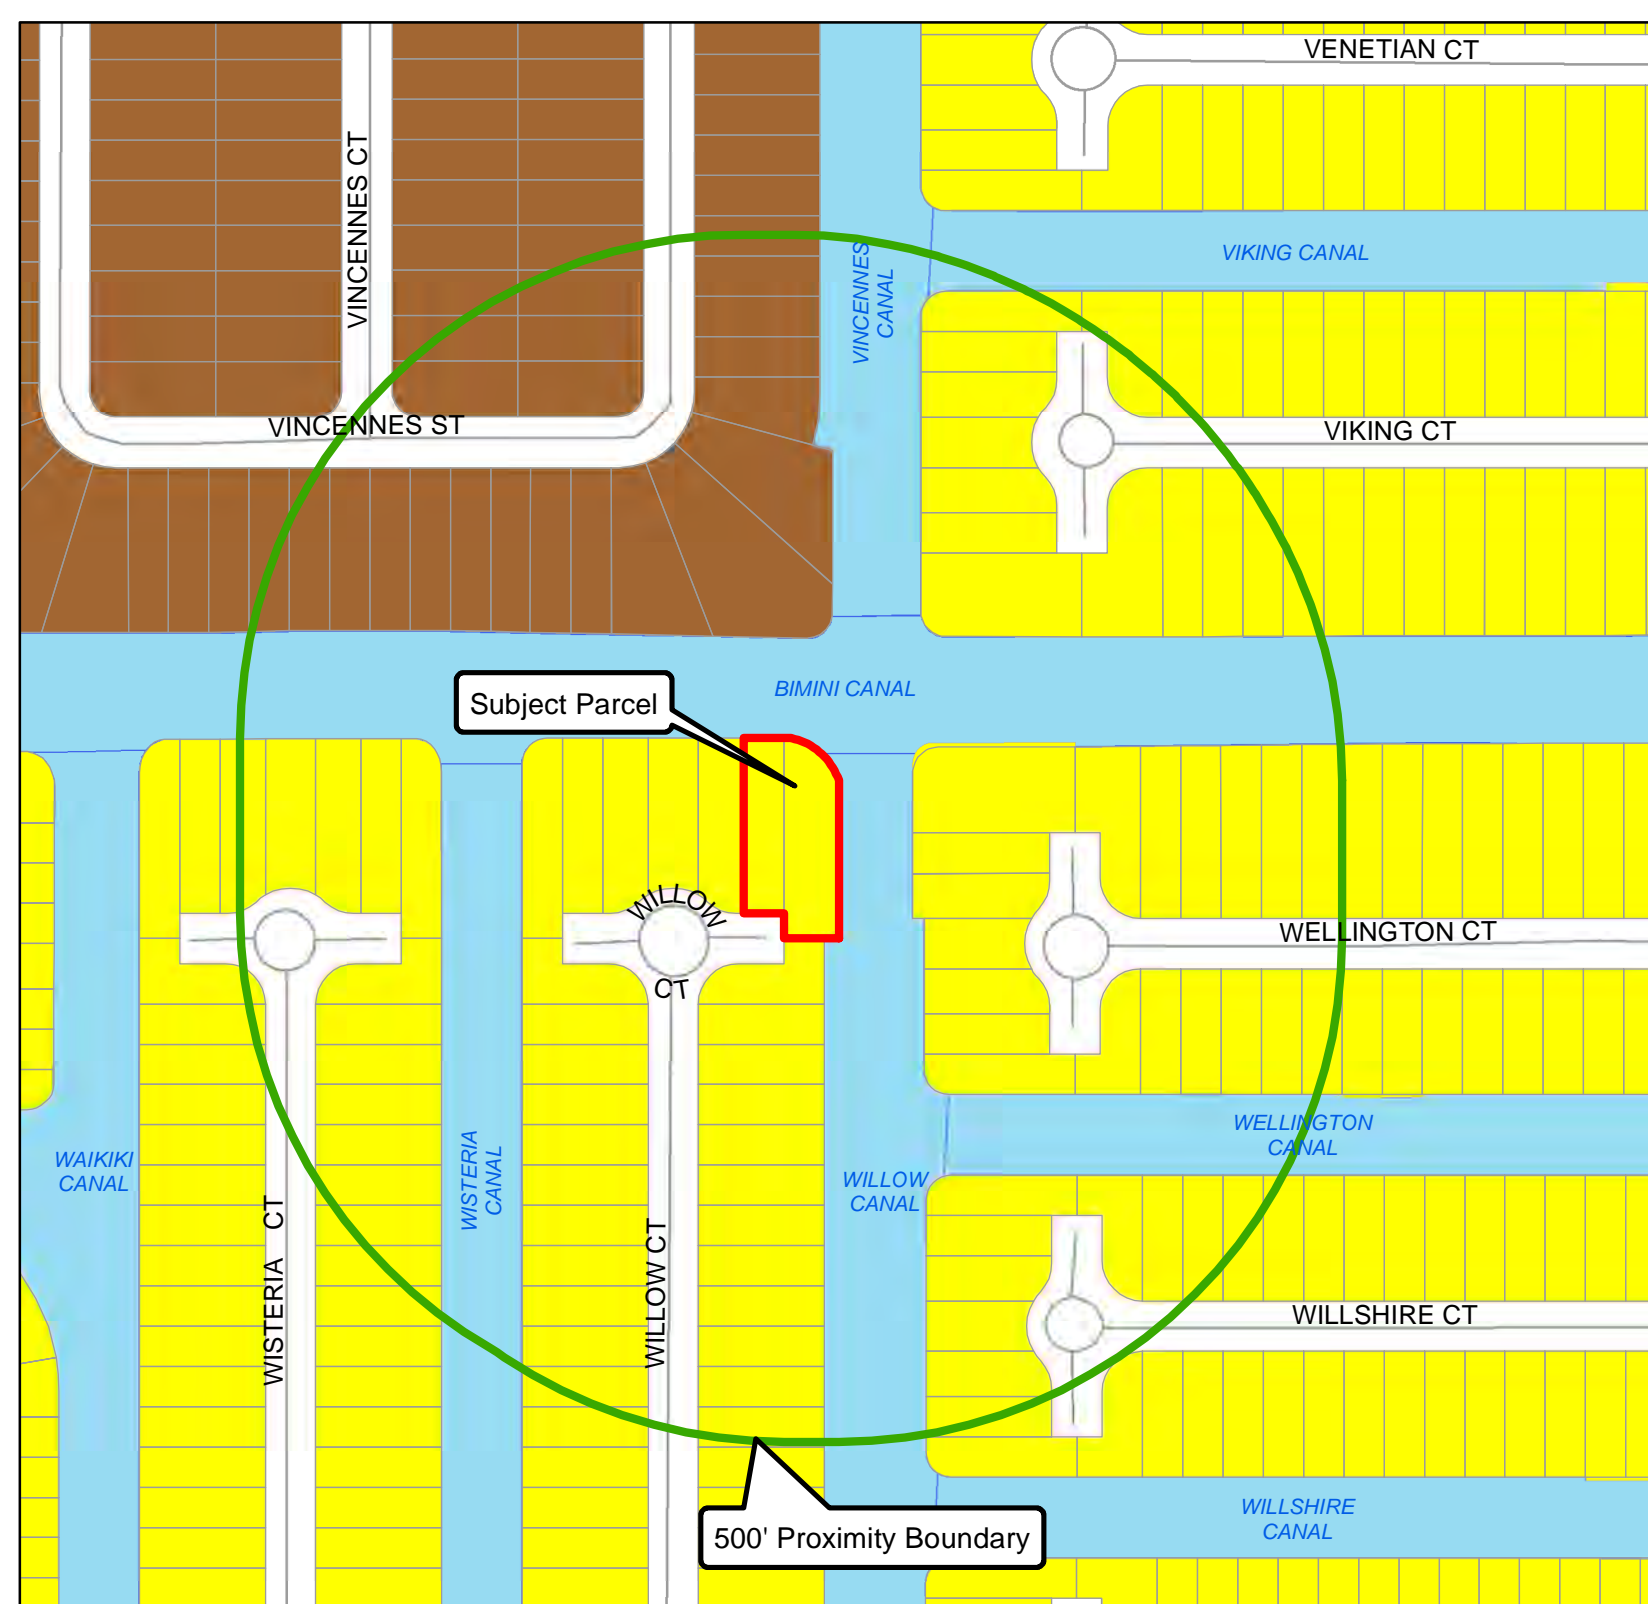 VENETIAN CT
VINCENNES CT
VINCENNES
CANAL
VIKING CANAL
VINCENNES ST
VIKING CT
BIMINI CANAL
Subject Parcel
WILLOW
CT
WELLINGTON CT
WELLINGTON
CANAL
WAIKIKI
CANAL
WISTERIA
CANAL
WILLOW
CANAL
WISTERIA CT
WILLOW CT
WILLSHIRE CT
WILLSHIRE
CANAL
500' Proximity Boundary